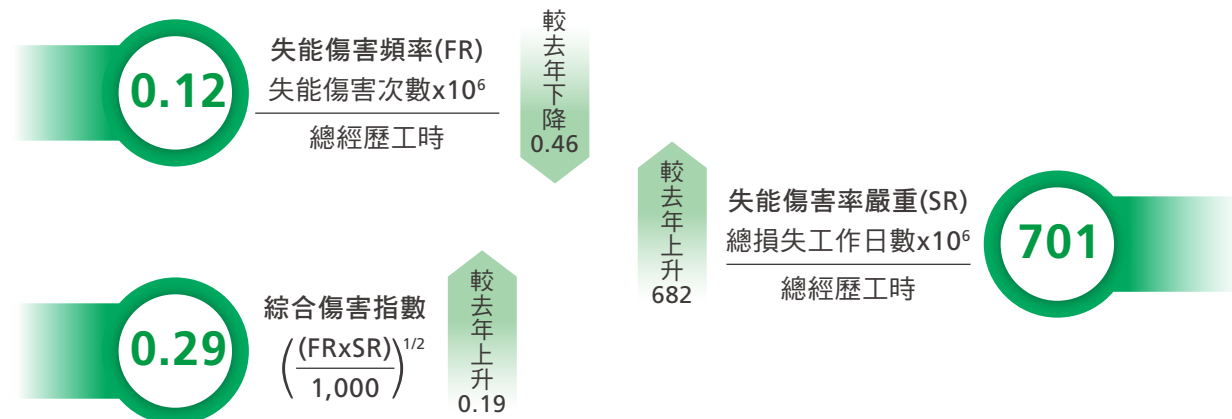 0.12
失能傷害頻率(FR)
失能傷害次數x10⁶
總經歷工時
較去年下降
0.46
較去年上升
682
失能傷害率嚴重(SR)
總損失工作日數x10⁶
總經歷工時
701
0.29
綜合傷害指數
((FRxSR)
1,000)1/2
較去年上升
0.19